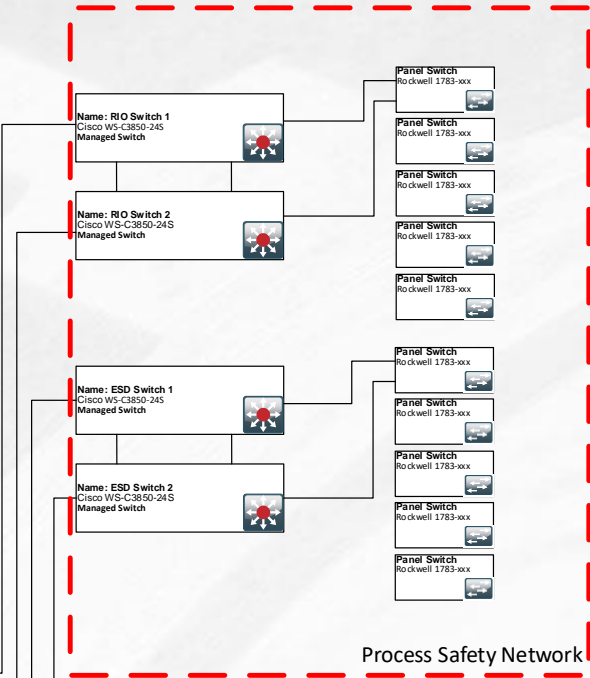 Name: RIO Switch 1
Cisco WS-C3850-24S
Managed Switch
Name: RIO Switch 2
Cisco WS-C3850-24S
Managed Switch
Panel Switch
Rockwell 1783-xxx
Panel Switch
Rockwell 1783-xxx
Panel Switch
Rockwell 1783-xxx
Panel Switch
Rockwell 1783-xxx
Panel Switch
Rockwell 1783-xxx
Name: ESD Switch 1
Cisco WS-C3850-24S
Managed Switch
Name: ESD Switch 2
Cisco WS-C3850-24S
Managed Switch
Panel Switch
Rockwell 1783-xxx
Panel Switch
Rockwell 1783-xxx
Panel Switch
Rockwell 1783-xxx
Panel Switch
Rockwell 1783-xxx
Panel Switch
Rockwell 1783-xxx
Process Safety Network